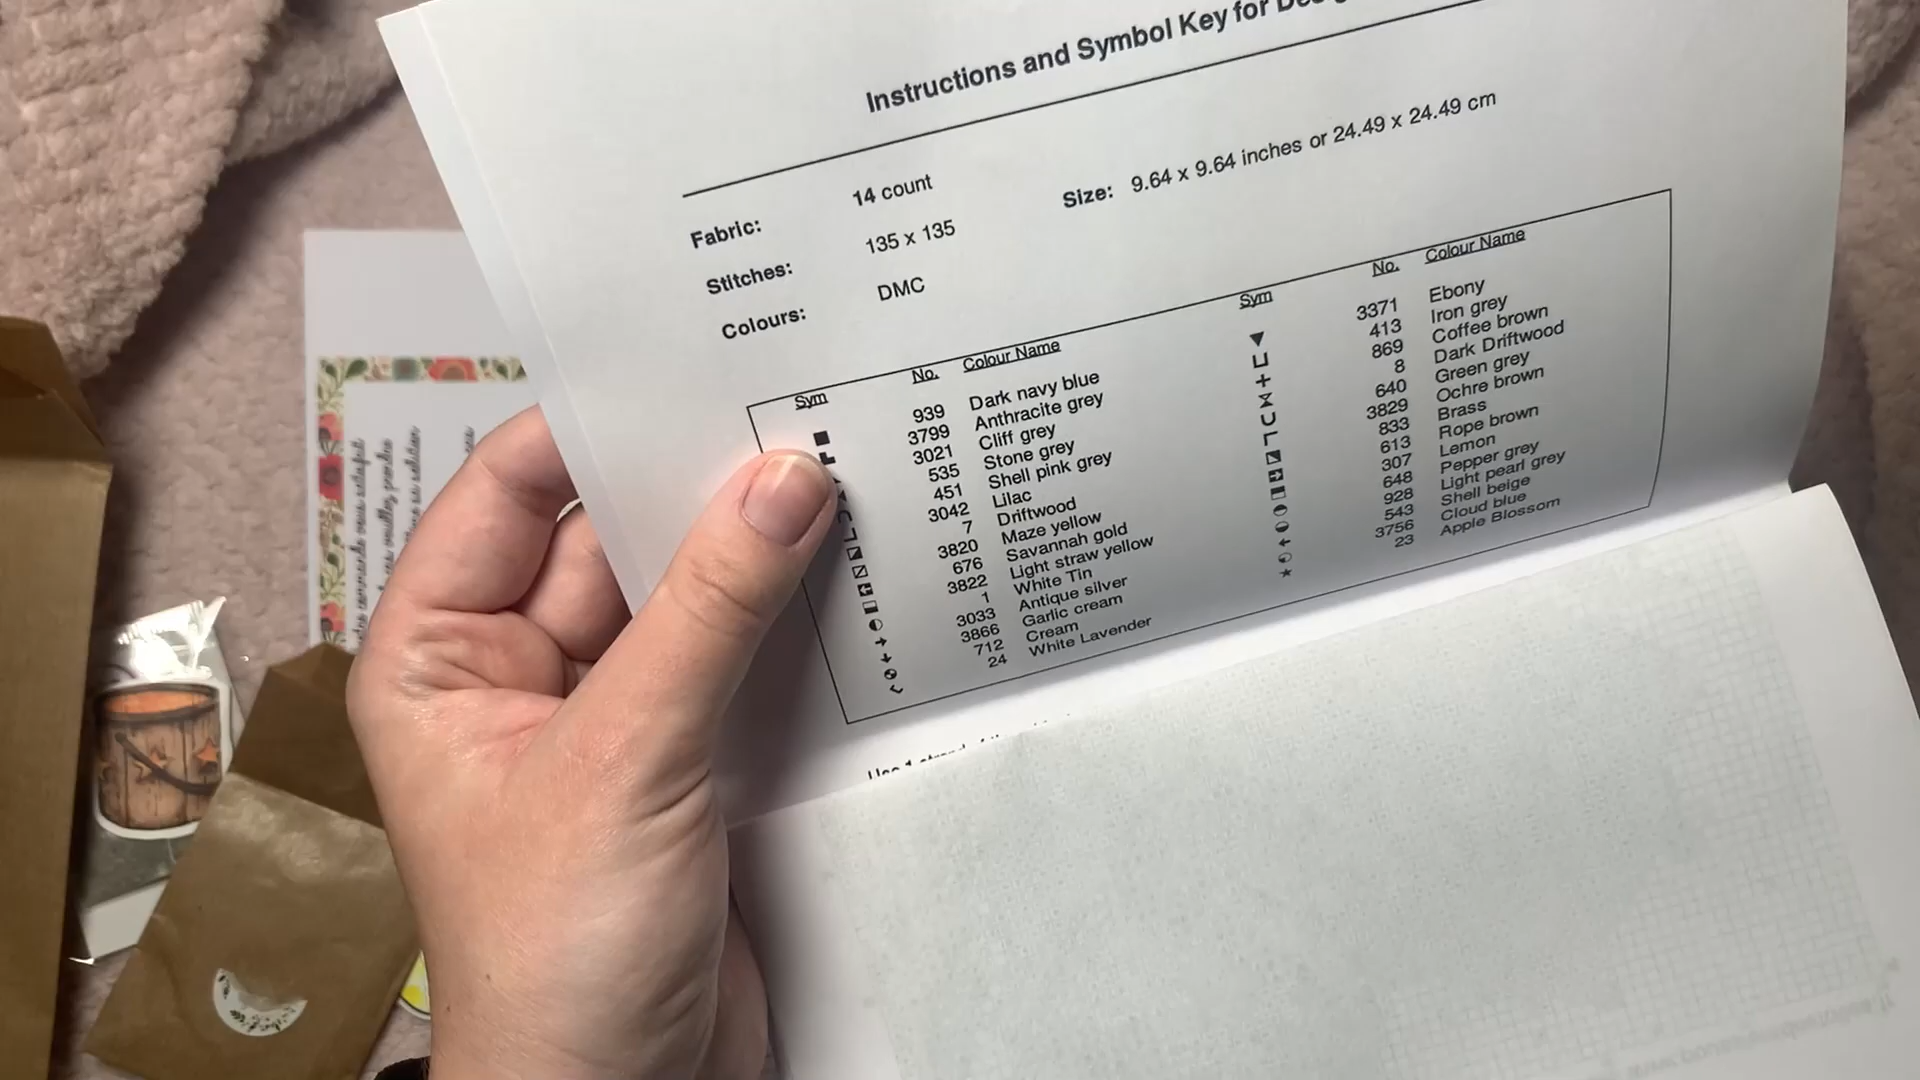 Instructions and Symbol Key for
Fabric: 14 count Size: 9.64 x 9.64 inches or 24.49 x 24.49 cm
Stitches: 135 x 135
Colours: DMC
Sym No. Colour Name
939 Dark navy blue
3799 Anthracite grey
3021 Cliff grey
535 Stone grey
451 Shell pink grey
3042 Lilac
7 Driftwood
3820 Maze yellow
676 Savannah gold
3822 Light straw yellow
1 White Tin
3033 Antique silver
3866 Garlic cream
712 Cream
24 White Lavender
Sym No. Colour Name
3371 Ebony
413 Iron grey
869 Coffee brown
8 Dark Driftwood
640 Green grey
3829 Ochre brown
833 Brass
613 Rope brown
307 Lemon
648 Pepper grey
928 Light pearl grey
543 Shell beige
3756 Cloud blue
23 Apple Blossom